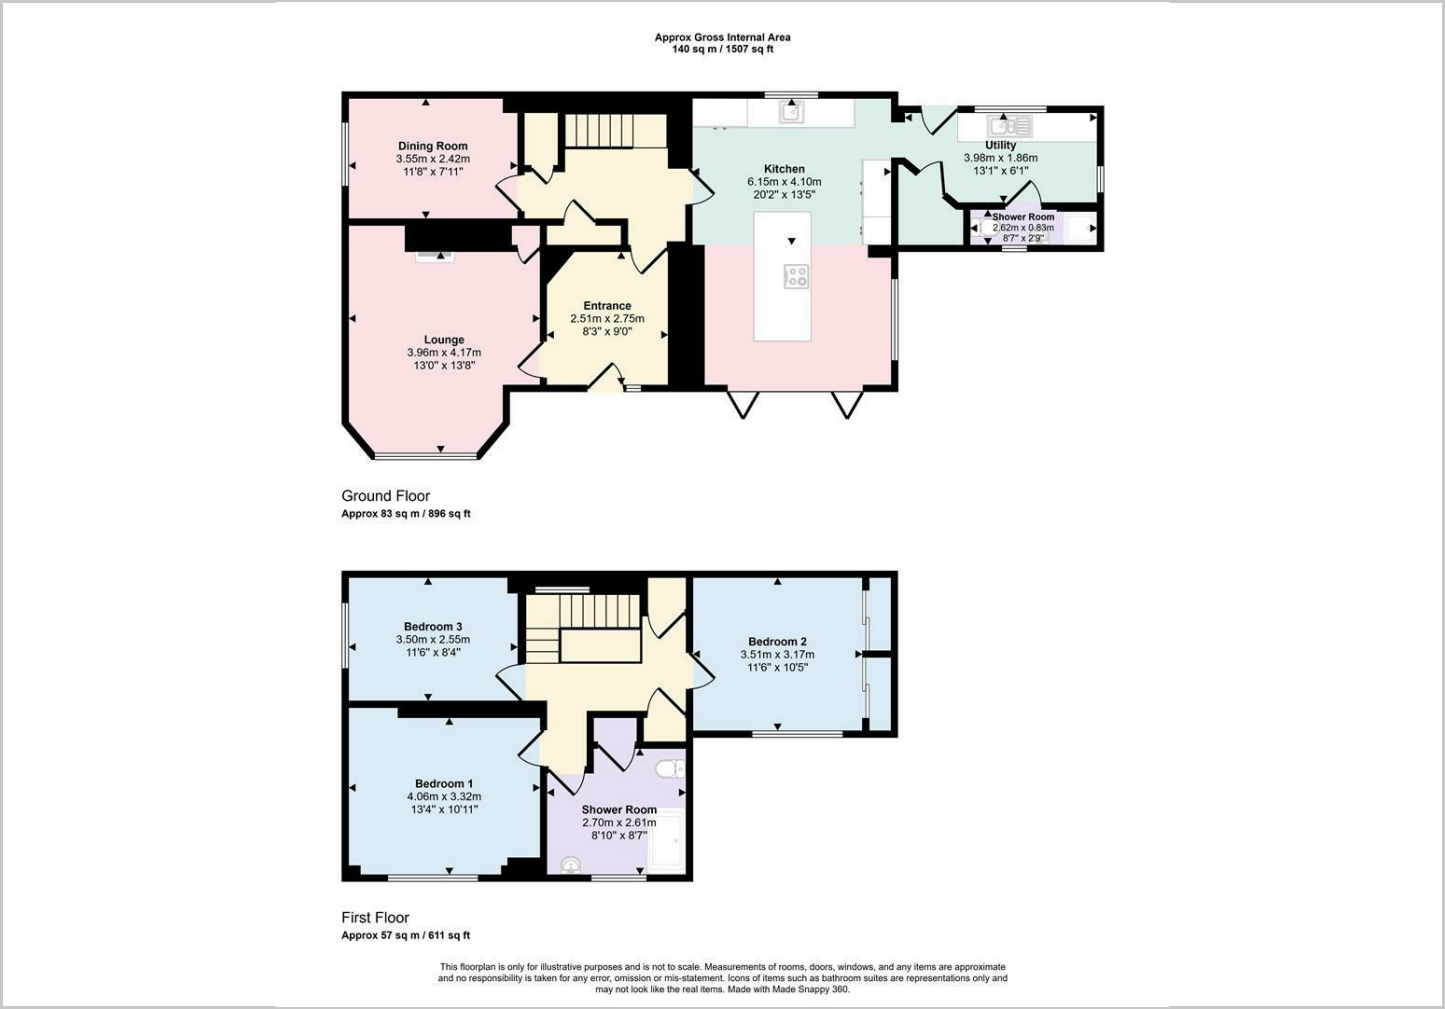 Approx Gross Internal Area
140 sq m / 1507 sq ft
Dining Room
3.55m x 2.42m
11'8" x 7'11"
Kitchen
6.15m x 4.10m
20'2" x 13'5"
Utility
3.98m x 1.86m
13'1" x 6'1"
Shower Room
2.62m x 0.83m
8'7" x 2'9"
Entrance
2.51m x 2.75m
8'3" x 9'0"
Lounge
3.96m x 4.17m
13'0" x 13'8"
Ground Floor
Approx 83 sq m / 896 sq ft
Bedroom 3
3.50m x 2.55m
11'6" x 8'4"
Bedroom 2
3.51m x 3.17m
11'6" x 10'5"
Bedroom 1
4.06m x 3.32m
13'4" x 10'11"
Shower Room
2.70m x 2.61m
8'10" x 8'7"
First Floor
Approx 57 sq m / 611 sq ft
This floorplan is only for illustrative purposes and is not to scale. Measurements of rooms, doors, windows, and any items are approximate
and no responsibility is taken for any error, omission or mis-statement. Icons of items such as bathroom suites are representations only and
may not look like the real items. Made with Made Snappy 360.